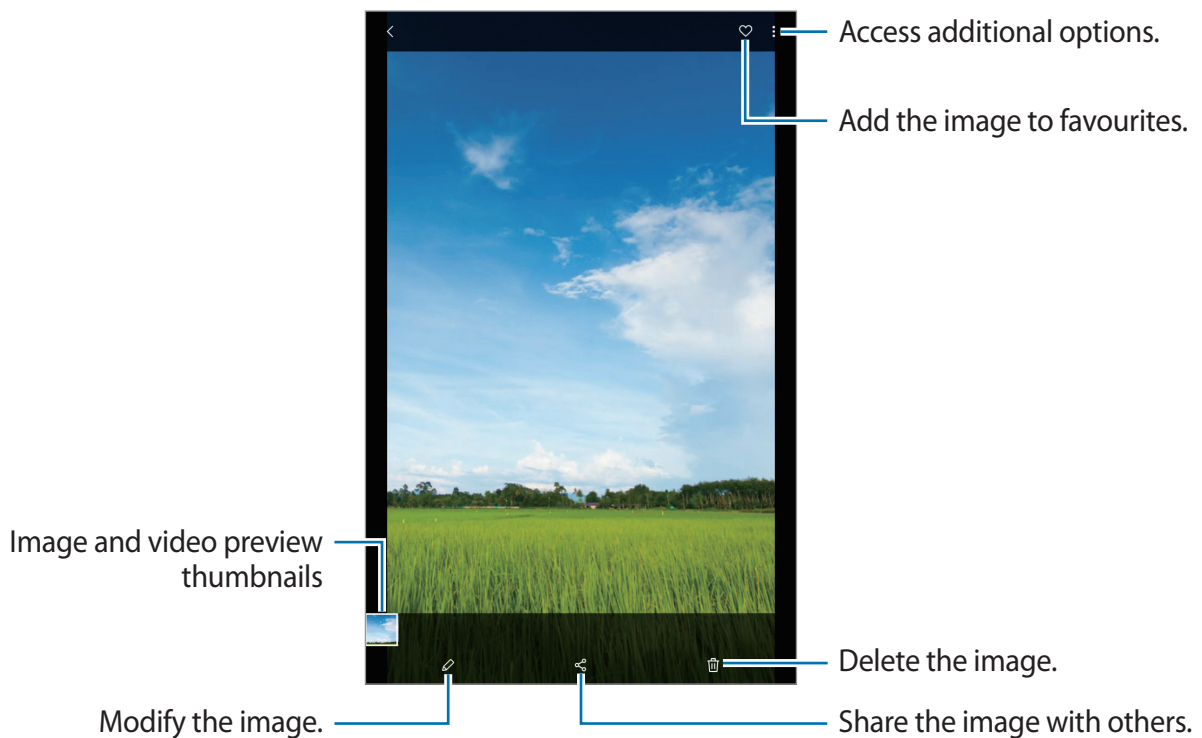 Access additional options.
Add the image to favourites.
Image and video preview
thumbnails
Delete the image.
Modify the image.
Share the image with others.